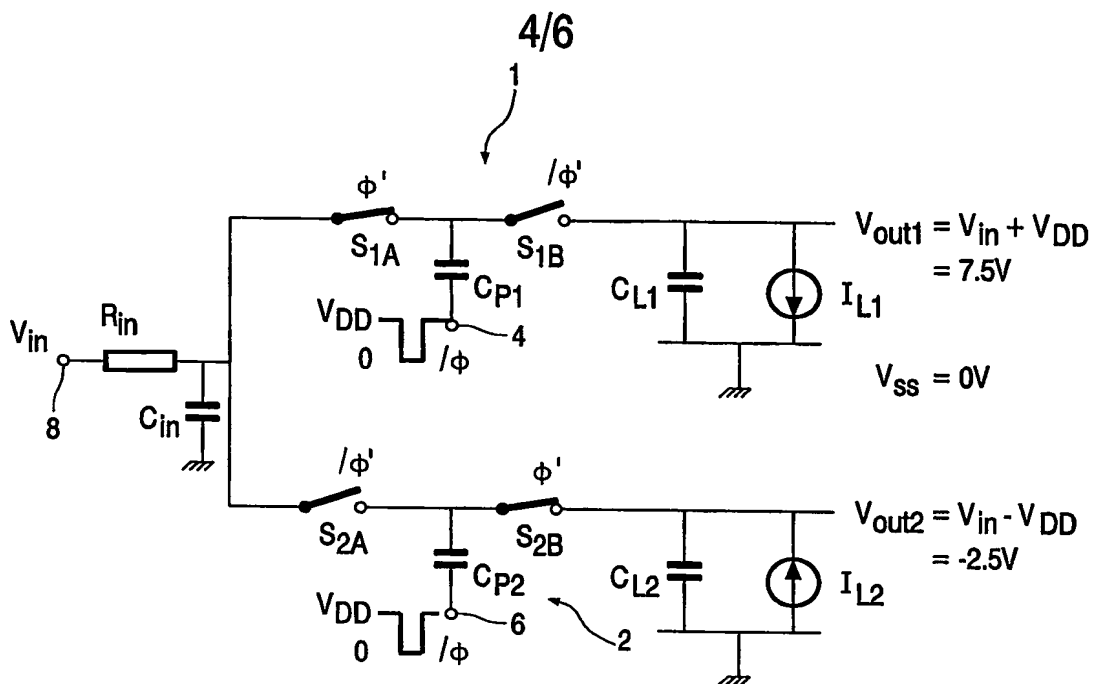 4/6
1
ϕ'
/ϕ'
S1A
S1B
CP1
VDD
0
/ϕ
4
CL1
IL1
Vout1 = Vin + VDD
= 7.5V
Vss = 0V
Vin
Rin
8
Cin
/ϕ'
ϕ'
S2A
S2B
CP2
VDD
0
/ϕ
6
2
CL2
IL2
Vout2 = Vin - VDD
= -2.5V